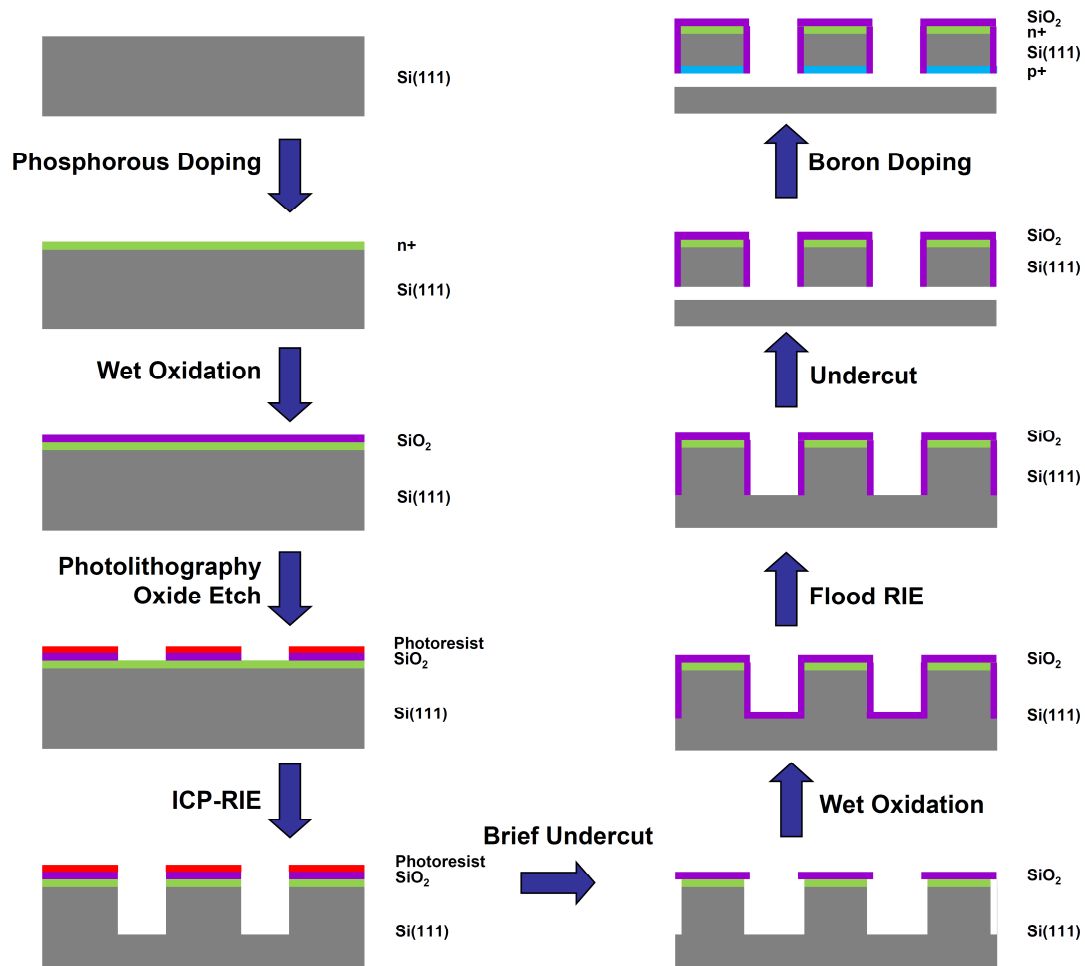 Si(111)
Phosphorous Doping
n+
Si(111)
Wet Oxidation
SiO₂
Si(111)
Photolithography
Oxide Etch
Photoresist
SiO₂
Si(111)
ICP-RIE
Photoresist
SiO₂
Si(111)
Brief Undercut
SiO₂
Si(111)
Wet Oxidation
SiO₂
Si(111)
Flood RIE
SiO₂
Si(111)
Undercut
SiO₂
Si(111)
Boron Doping
SiO₂
n+
Si(111)
p+